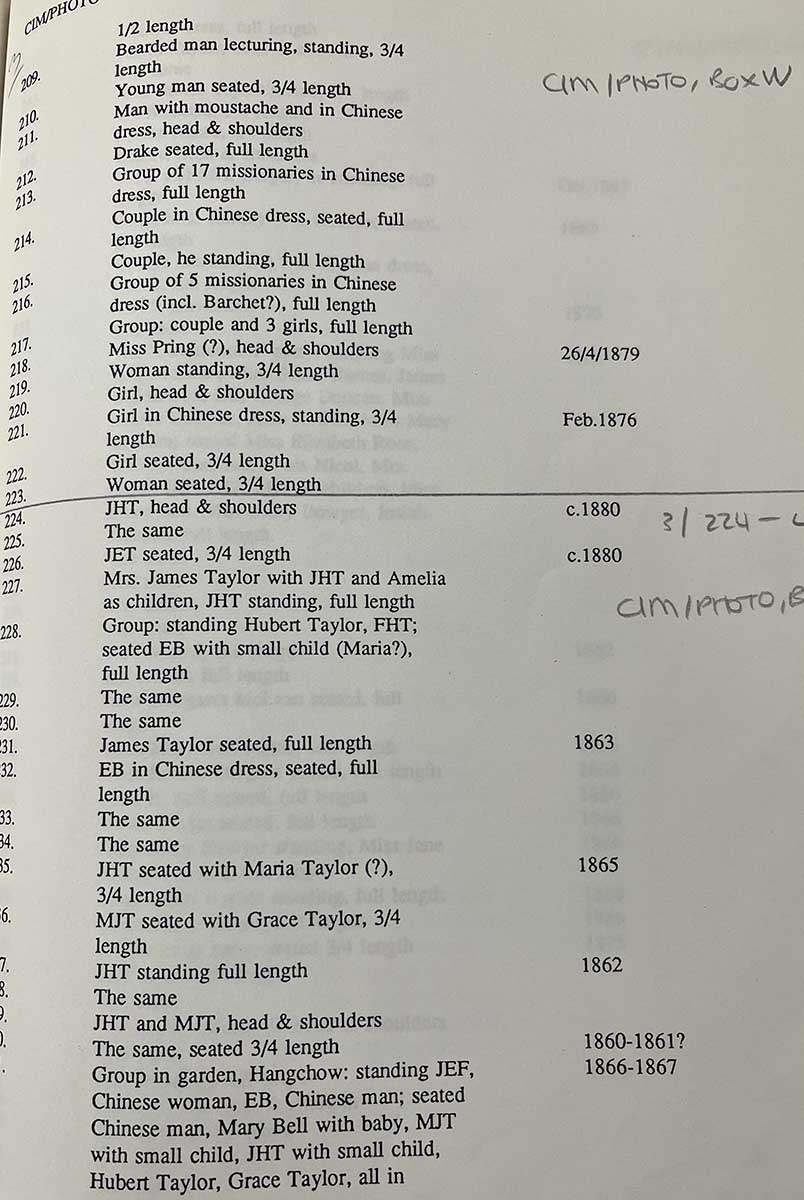 CIM/PHOTO
1/2 length
209. Bearded man lecturing, standing, 3/4
length
210. Young man seated, 3/4 length
CIM/PHOTO, BOX W
211. Man with moustache and in Chinese
dress, head & shoulders
212. Drake seated, full length
213. Group of 17 missionaries in Chinese
dress, full length
214. Couple in Chinese dress, seated, full
length
215. Couple, he standing, full length
216. Group of 5 missionaries in Chinese
dress (incl. Barchet?), full length
217. Group: couple and 3 girls, full length
218. Miss Pring (?), head & shoulders 26/4/1879
219. Woman standing, 3/4 length
220. Girl, head & shoulders
221. Girl in Chinese dress, standing, 3/4 Feb.1876
length
222. Girl seated, 3/4 length
223. Woman seated, 3/4 length
224. JHT, head & shoulders c.1880
3/224 -
225. The same
226. JET seated, 3/4 length c.1880
227. Mrs. James Taylor with JHT and Amelia
as children, JHT standing, full length
CIM/PHOTO, B
228. Group: standing Hubert Taylor, FHT;
seated EB with small child (Maria?),
full length
229. The same
230. The same
231. James Taylor seated, full length 1863
32. EB in Chinese dress, seated, full
length
33. The same
34. The same
35. JHT seated with Maria Taylor (?), 1865
3/4 length
6. MJT seated with Grace Taylor, 3/4
length
7. JHT standing full length 1862
8. The same
9. JHT and MJT, head & shoulders
0. The same, seated 3/4 length 1860-1861?
. Group in garden, Hangchow: standing JEF, 1866-1867
Chinese woman, EB, Chinese man; seated
Chinese man, Mary Bell with baby, MJT
with small child, JHT with small child,
Hubert Taylor, Grace Taylor, all in